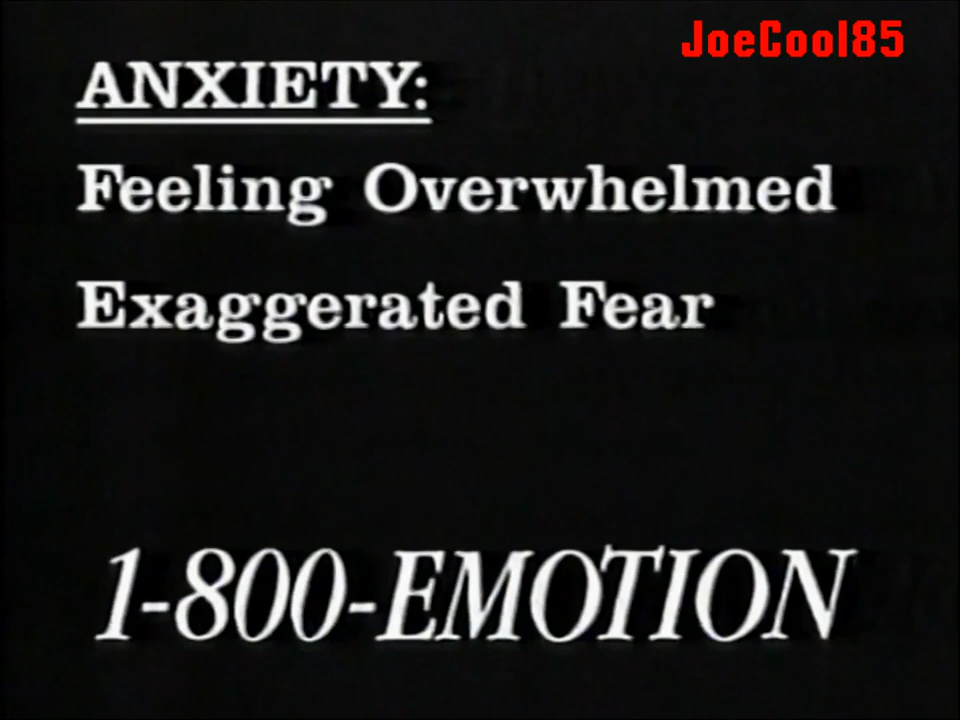 JoeCool85
ANXIETY:
Feeling Overwhelmed
Exaggerated Fear
1-800-EMOTION